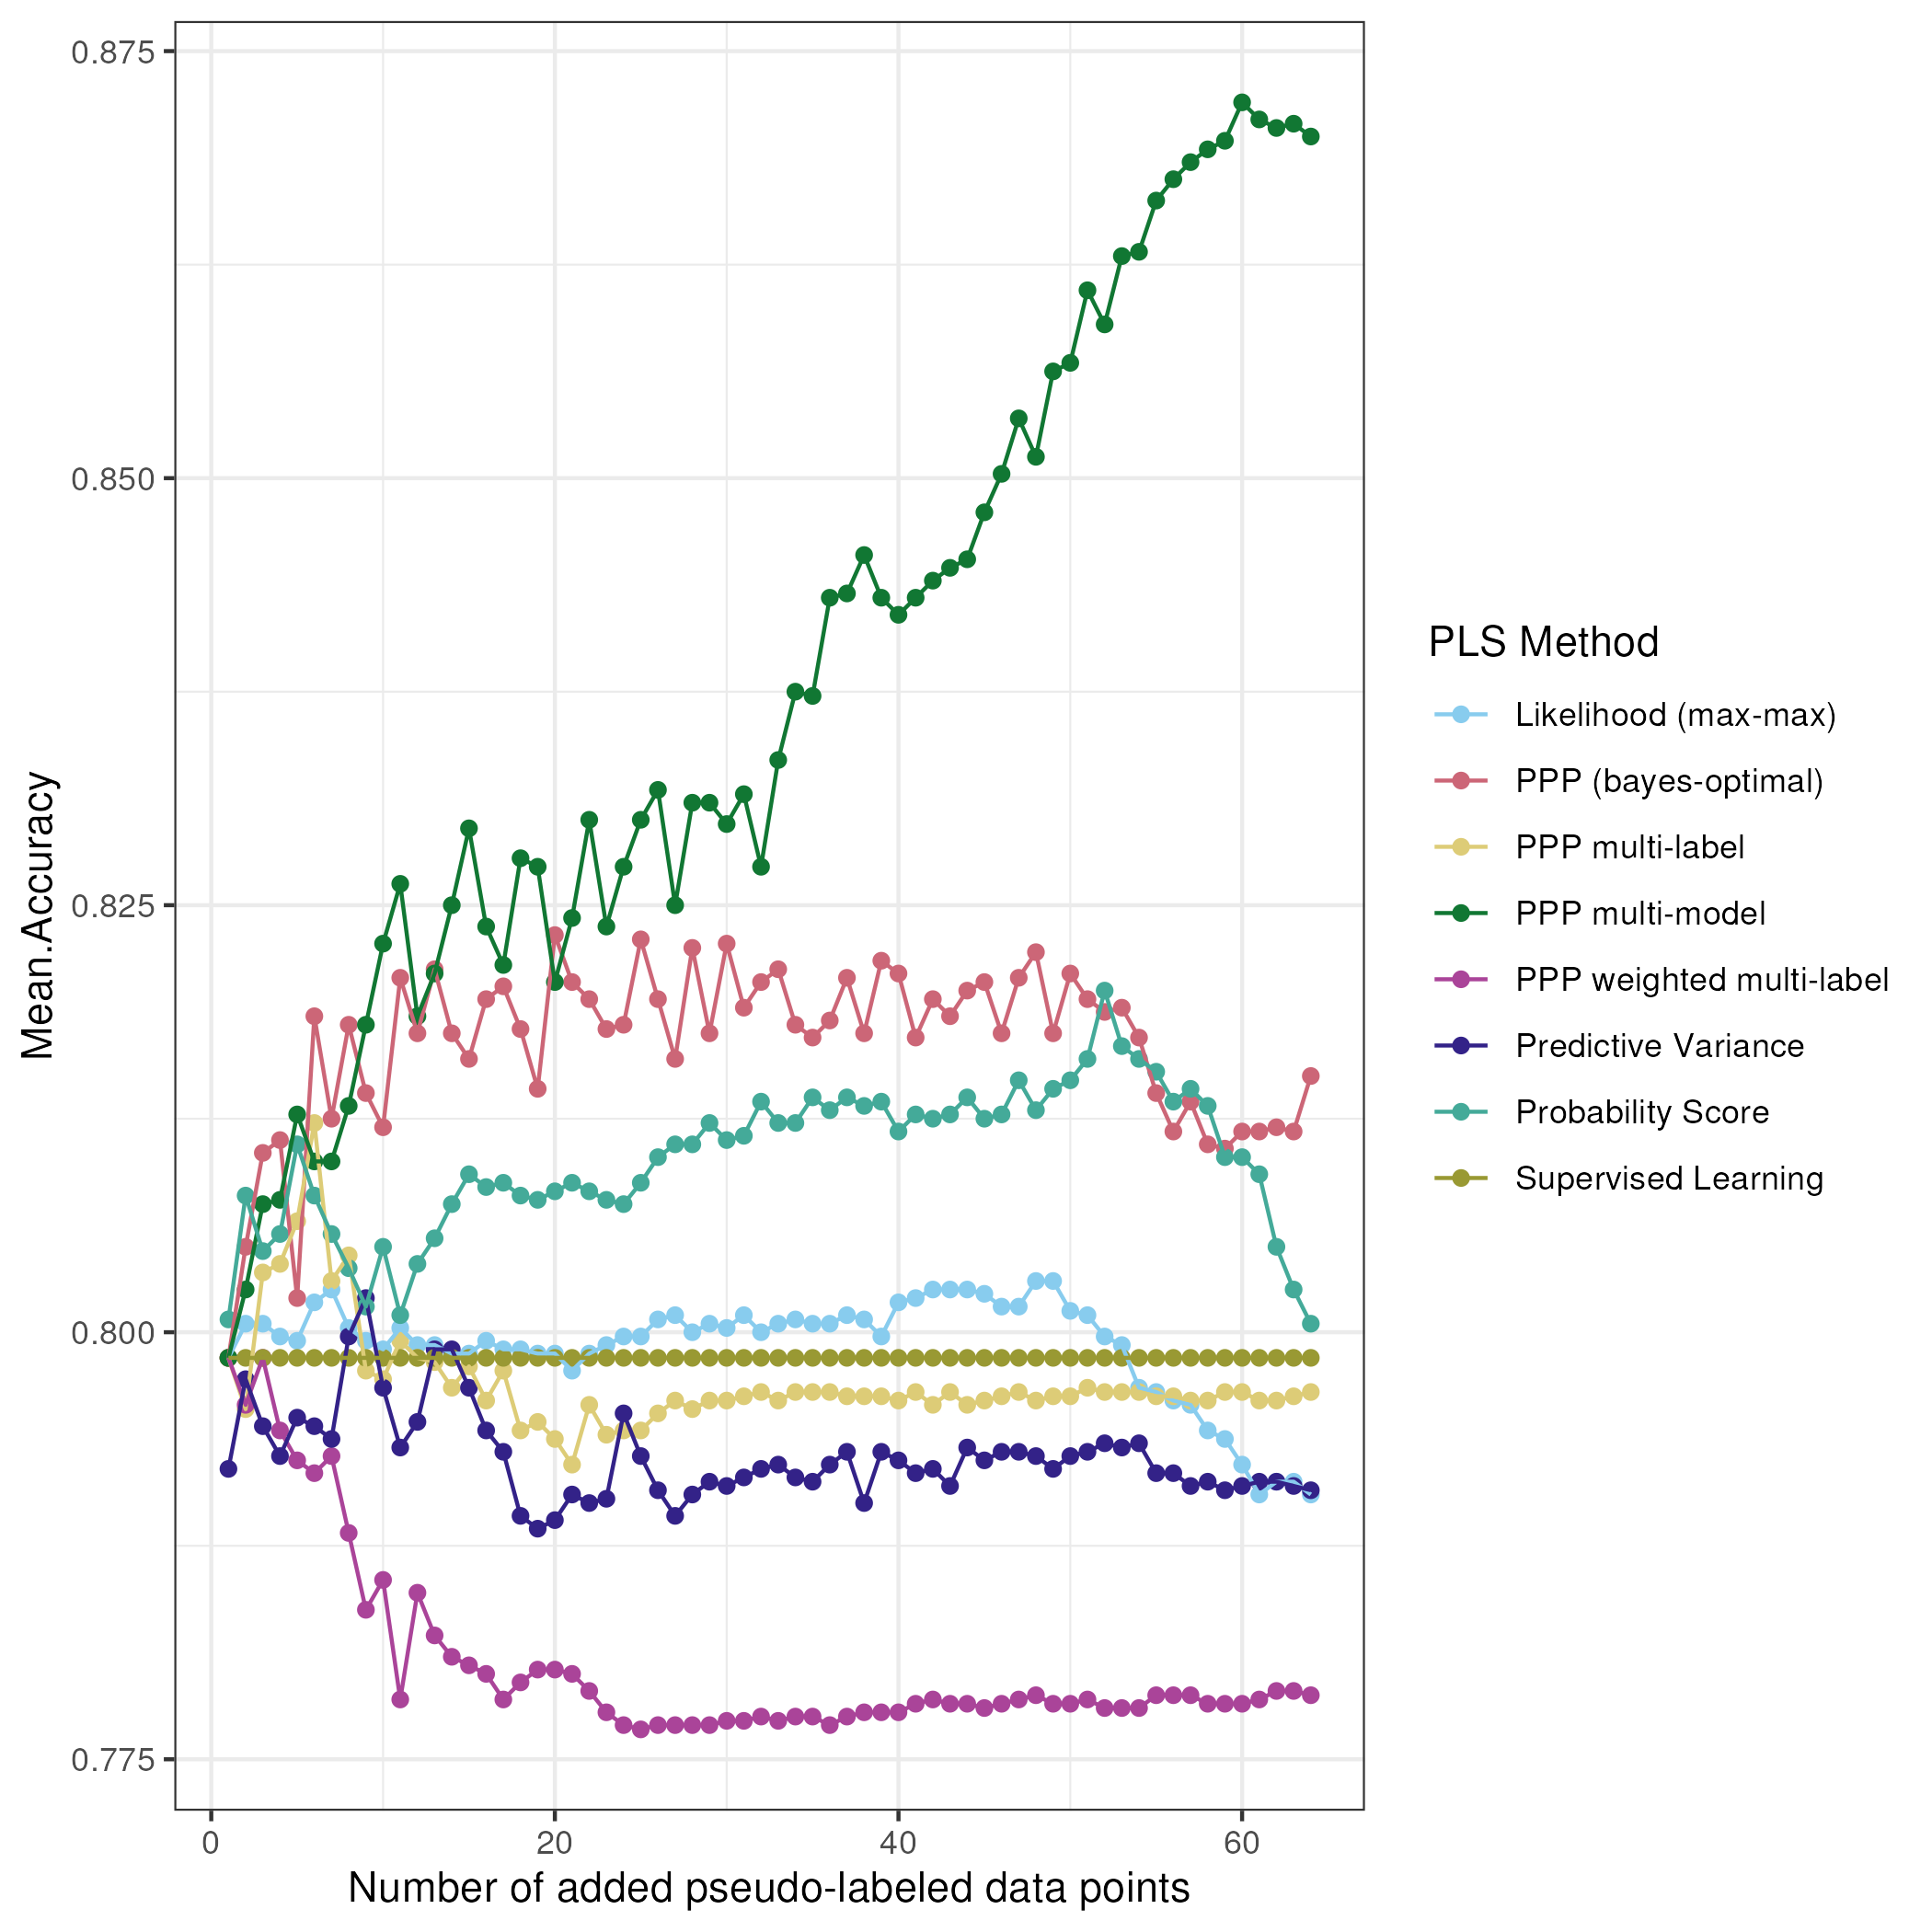 0.875
0.850
0.825
0.800
0.775
Mean.Accuracy
0
20
40
60
Number of added pseudo-labeled data points
PLS Method
Likelihood (max-max)
PPP (bayes-optimal)
PPP multi-label
PPP multi-model
PPP weighted multi-label
Predictive Variance
Probability Score
Supervised Learning